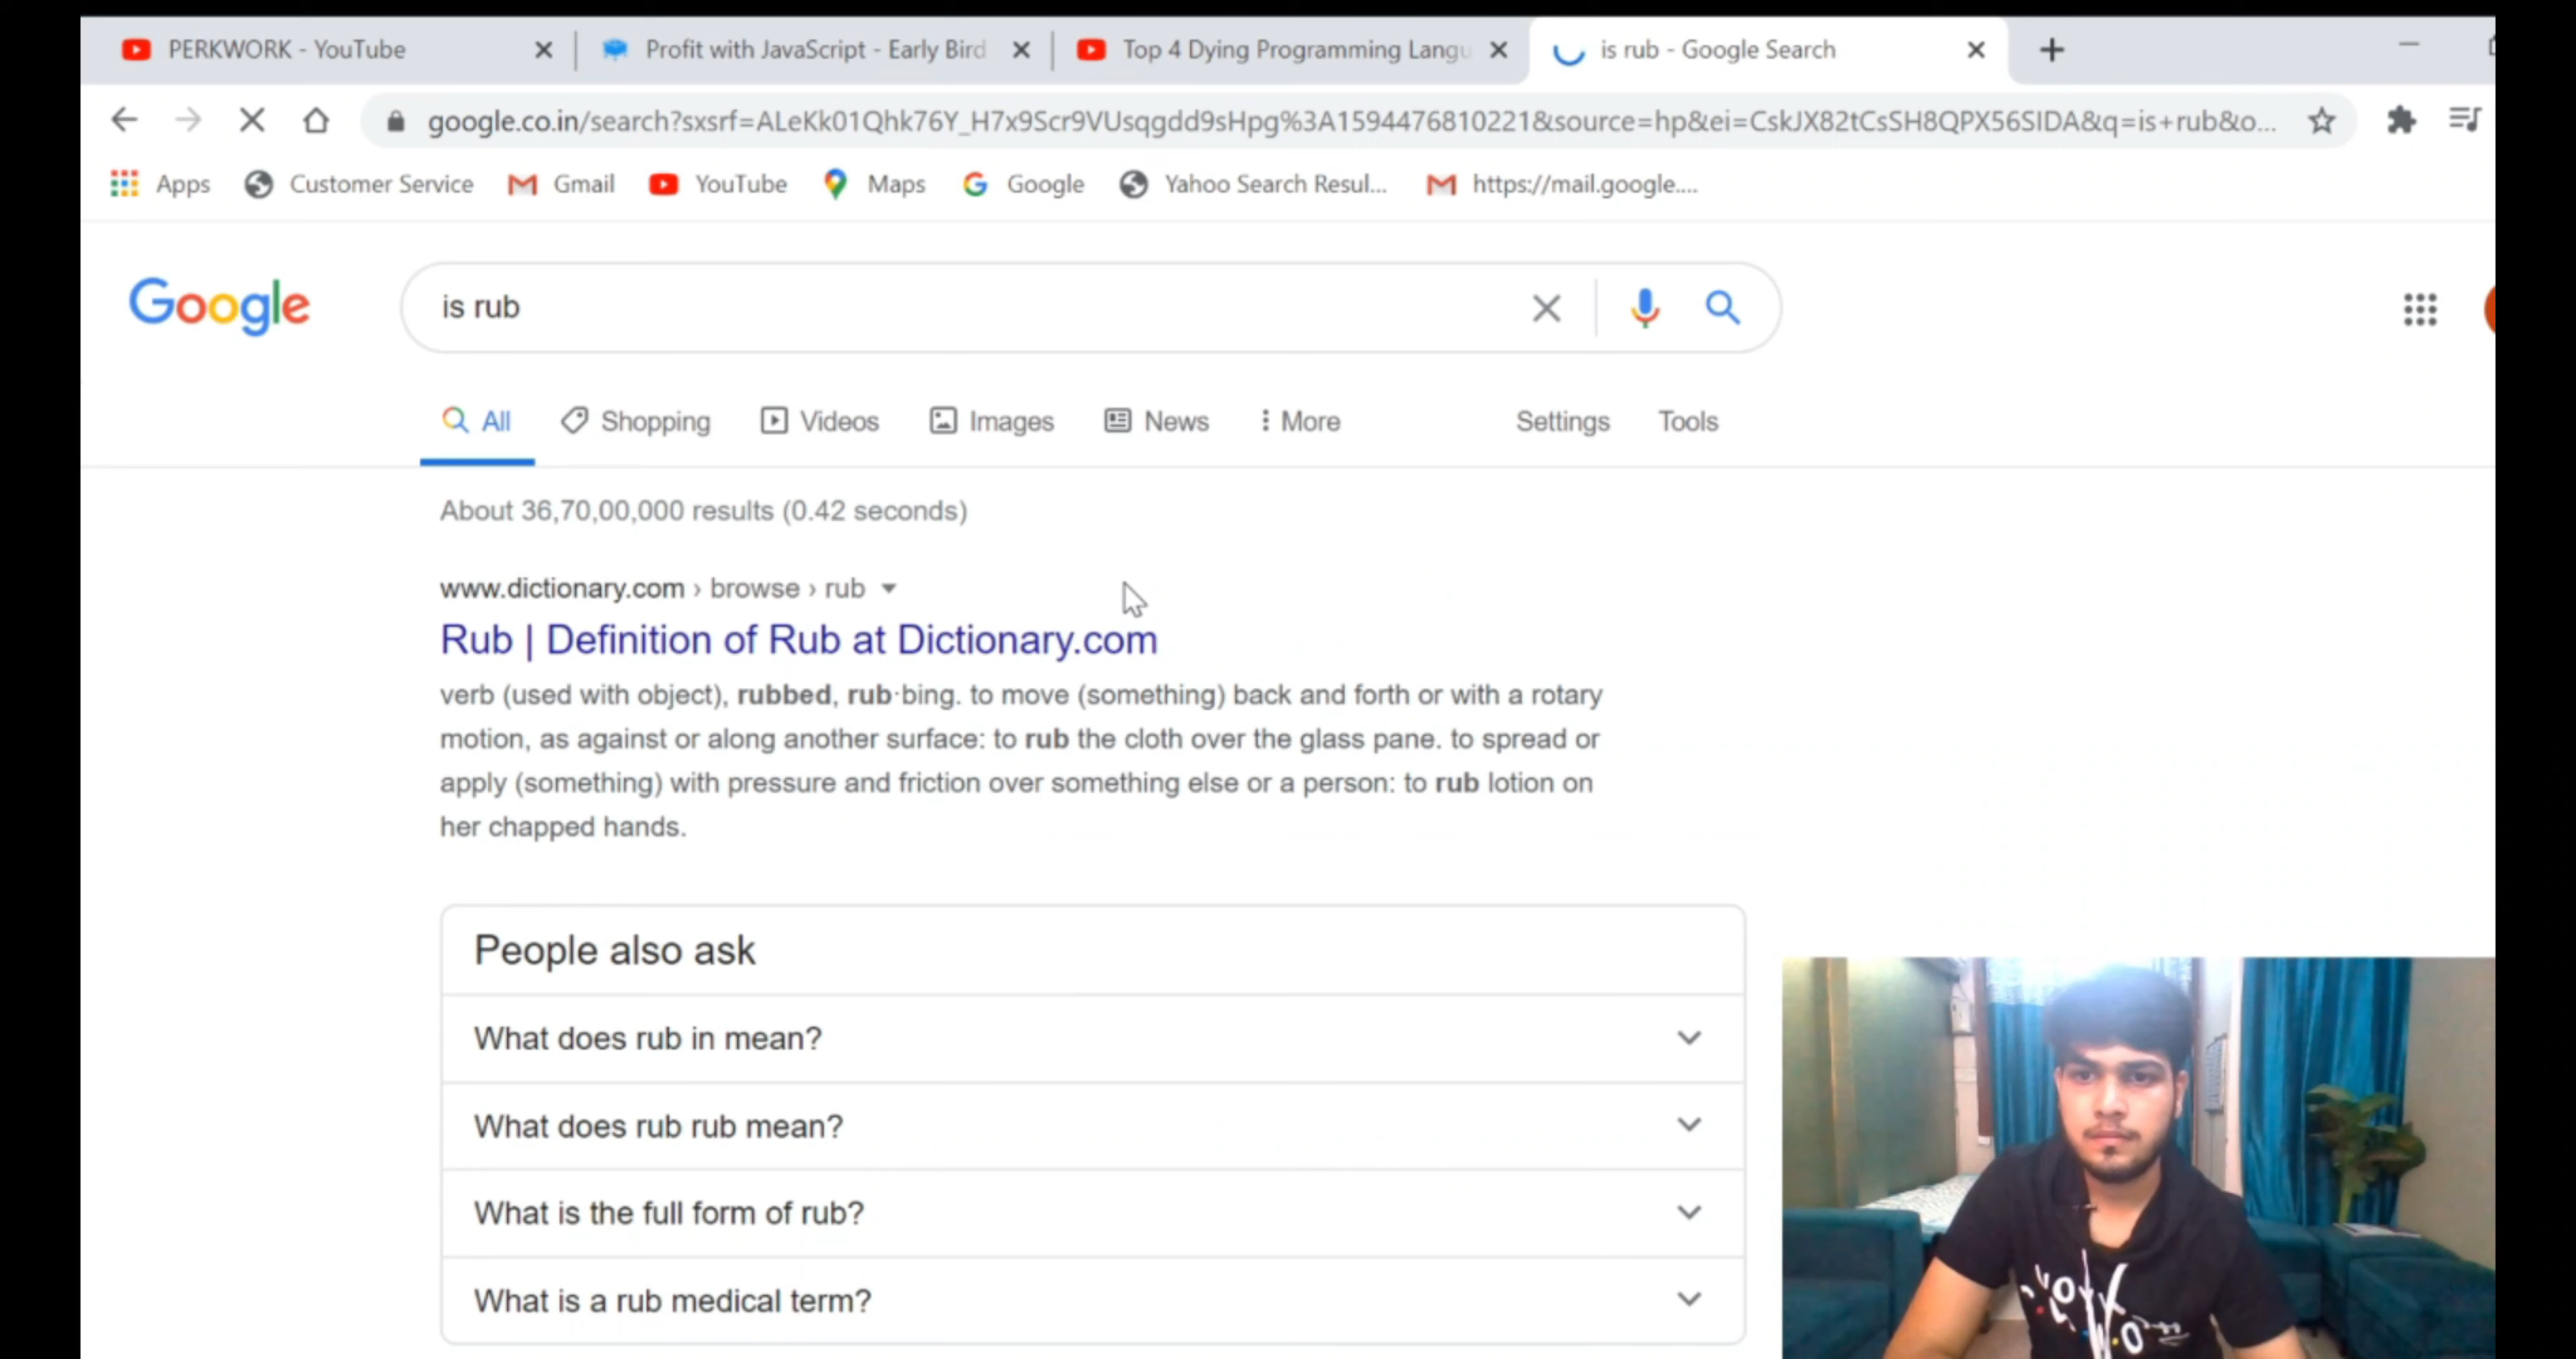 PERKWORK - YouTube
Profit with JavaScript - Early Bird
Top 4 Dying Programming Langu
is rub - Google Search
google.co.in/search?sxsrf=ALeKk01Qhk76Y_H7x9Scr9VUsqgdd9sHpg%3A1594476810221&source=hp&ei=CskJX82tCsSH8QPX56SIDA&q=is+rub&o...
Apps Customer Service Gmail YouTube Maps Google Yahoo Search Resul... https://mail.google....
Google
is rub
All Shopping Videos Images News More Settings Tools
About 36,70,00,000 results (0.42 seconds)
www.dictionary.com › browse › rub
Rub | Definition of Rub at Dictionary.com
verb (used with object), rubbed, rub·bing. to move (something) back and forth or with a rotary
motion, as against or along another surface: to rub the cloth over the glass pane. to spread or
apply (something) with pressure and friction over something else or a person: to rub lotion on
her chapped hands.
People also ask
What does rub in mean?
What does rub rub mean?
What is the full form of rub?
What is a rub medical term?